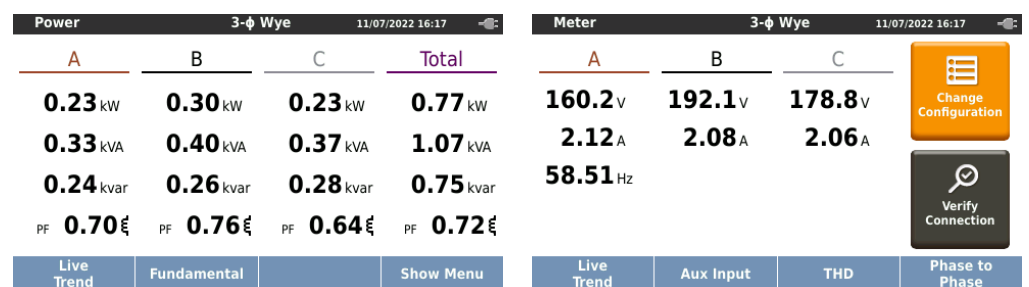 Power 3-ϕ Wye 11/07/2022 16:17
A B C Total
0.23 kW 0.30 kW 0.23 kW 0.77 kW
0.33 kVA 0.40 kVA 0.37 kVA 1.07 kVA
0.24 kvar 0.26 kvar 0.28 kvar 0.75 kvar
PF 0.70 PF 0.76 PF 0.64 PF 0.72
Live
Trend
Fundamental
Show Menu
Meter 3-ϕ Wye 11/07/2022 16:17
A B C
160.2 V 192.1 V 178.8 V
2.12 A 2.08 A 2.06 A
58.51 Hz
Change
Configuration
Verify
Connection
Live
Trend
Aux Input
THD
Phase to
Phase